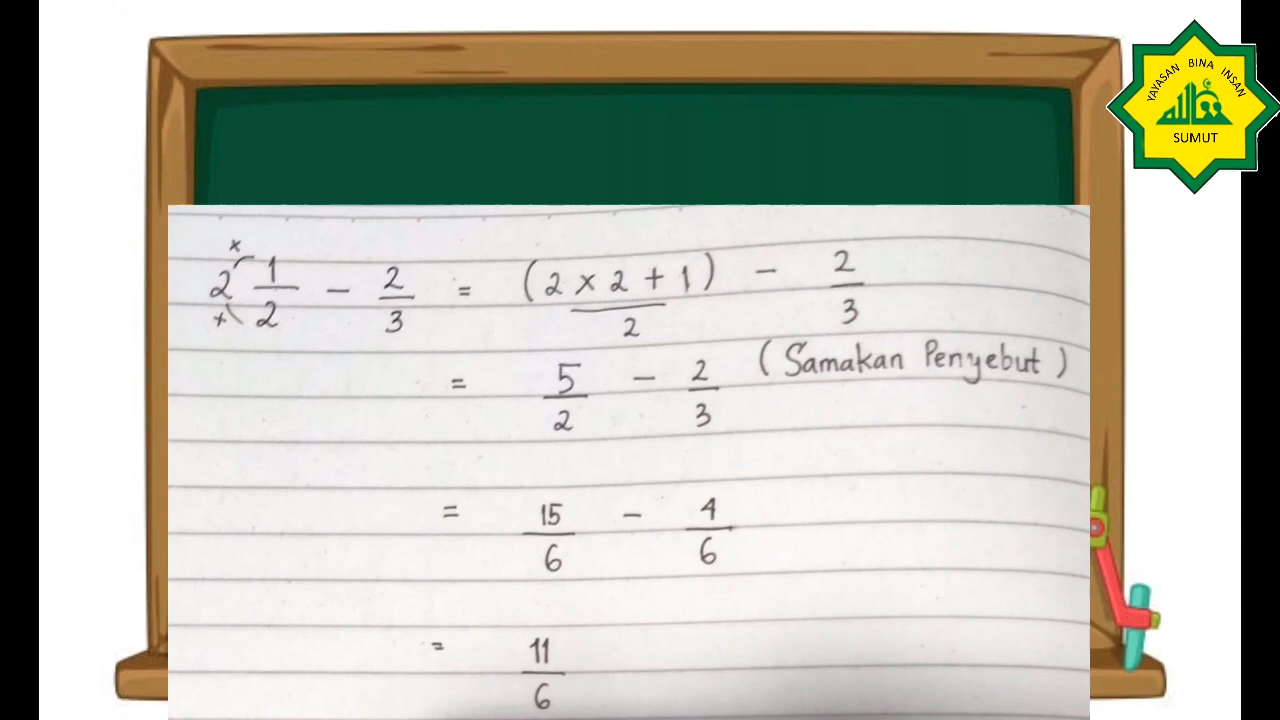 YAYASAN BINA INSAN
SUMUT
2 1/2 - 2/3 = (2 x 2 + 1)/2 - 2/3
x
+
= 5/2 - 2/3 (Samakan Penyebut)
= 15/6 - 4/6
= 11/6